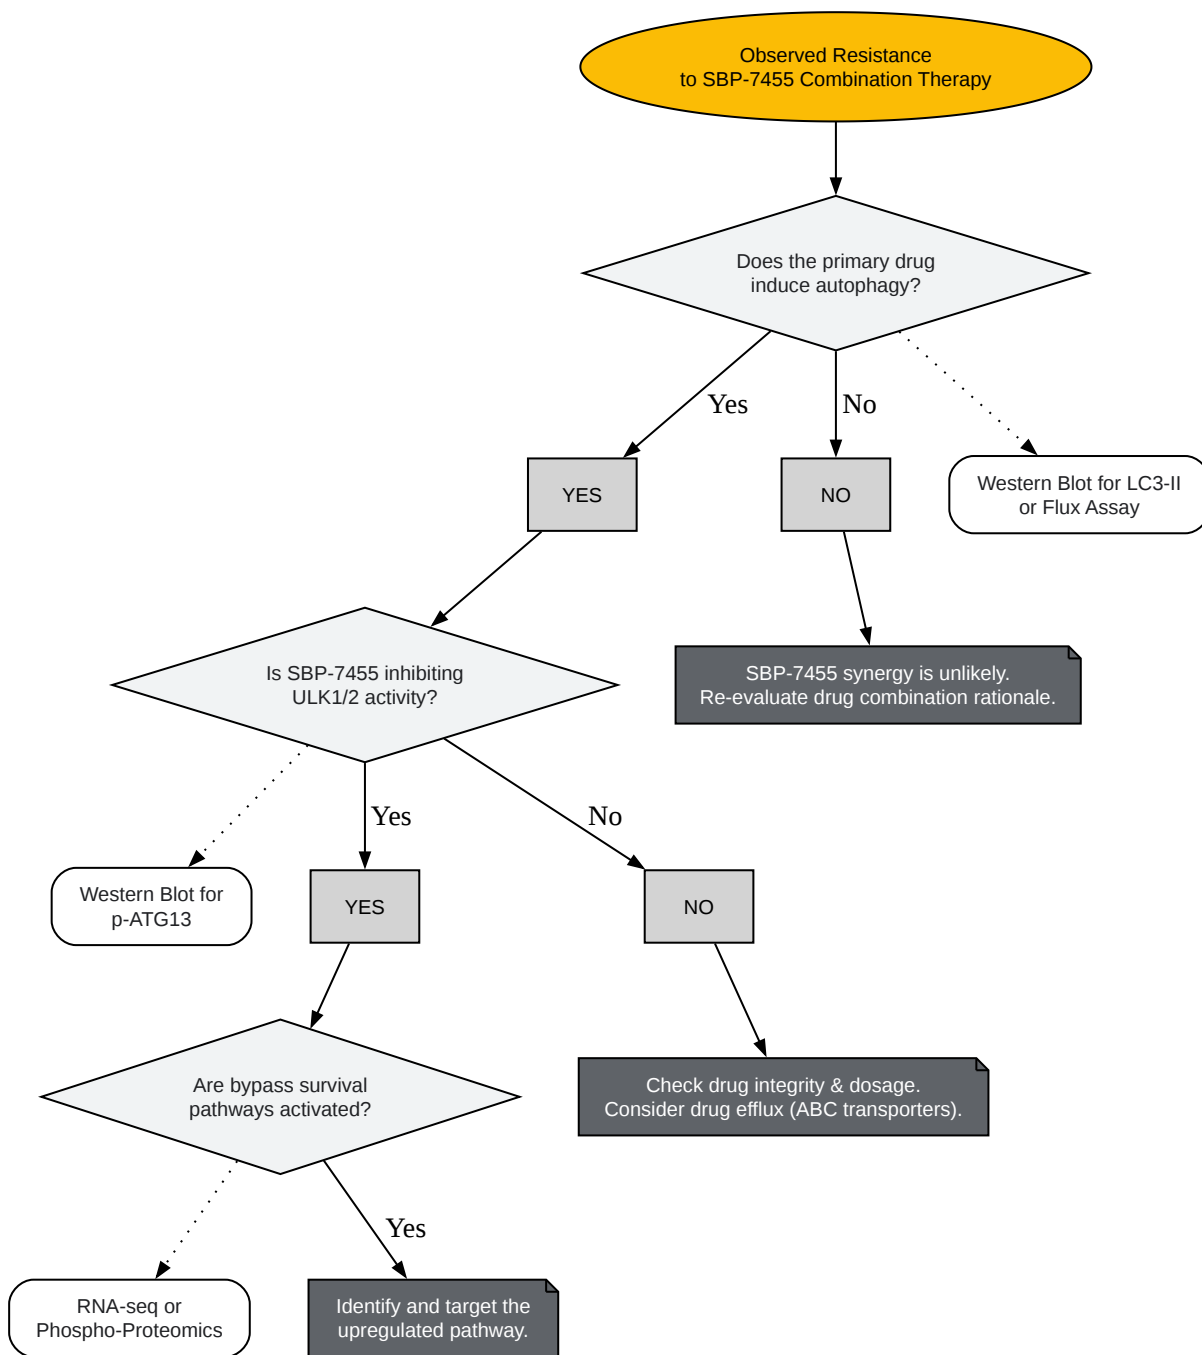 Observed Resistance
to SBP-7455 Combination Therapy
Does the primary drug
induce autophagy?
Yes
No
YES
NO
Western Blot for LC3-II
or Flux Assay
Is SBP-7455 inhibiting
ULK1/2 activity?
SBP-7455 synergy is unlikely.
Re-evaluate drug combination rationale.
Yes
No
Western Blot for
p-ATG13
YES
NO
Are bypass survival
pathways activated?
Check drug integrity & dosage.
Consider drug efflux (ABC transporters).
Yes
RNA-seq or
Phospho-Proteomics
Identify and target the
upregulated pathway.